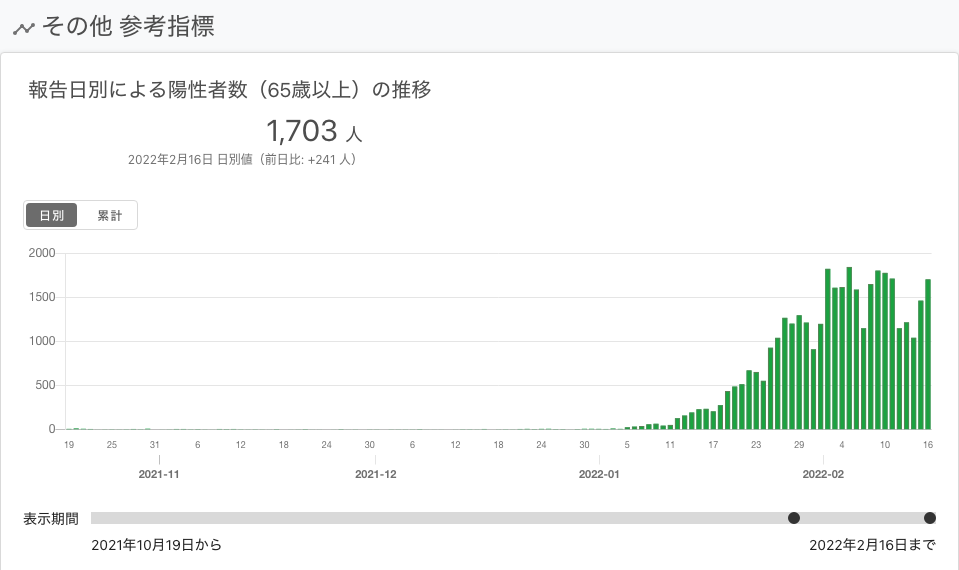 その他 参考指標
報告日別による陽性者数（65歳以上）の推移
1,703 人
2022年2月16日 日別値（前日比: +241 人）
日別 累計
2000
1500
1000
500
0
19 25 31 6 12 18 24 30 6 12 18 24 30 5 11 17 23 29 4 10 16
2021-11 2021-12 2022-01 2022-02
表示期間
2021年10月19日から 2022年2月16日まで